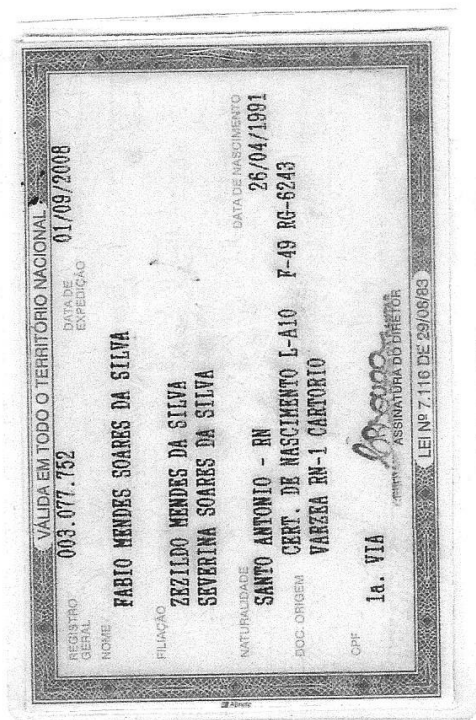 VÁLIDA EM TODO O TERRITÓRIO NACIONAL
REGISTRO GERAL 003.077.752 DATA DE EXPEDIÇÃO 01/09/2008
NOME
FABIO MENDES SOARES DA SILVA
FILIAÇÃO
ZEZILDO MENDES DA SILVA
SEVERINA SOARES DA SILVA
NATURALIDADE DATA DE NASCIMENTO
SANTO ANTONIO - RN 26/04/1991
DOC. ORIGEM CERT. DE NASCIMENTO L-A10 F-49 RG-6243
VARZEA RN-1 CARTORIO
CPF
1a. VIA
ASSINATURA DO DIRETOR
LEI Nº 7.116 DE 29/08/83